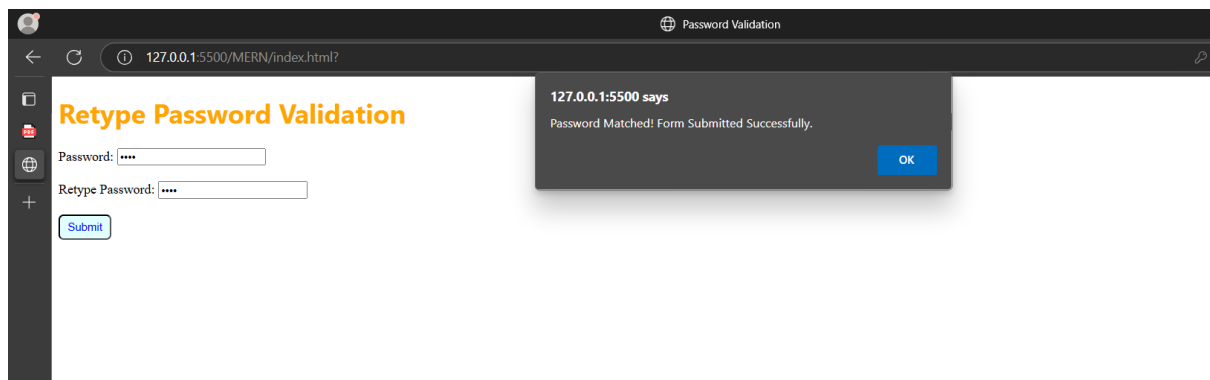 Password Validation
127.0.0.1:5500/MERN/index.html?
127.0.0.1:5500 says
Password Matched! Form Submitted Successfully.
OK
PDF
Retype Password Validation
Password: ••••
Retype Password: ••••
Submit